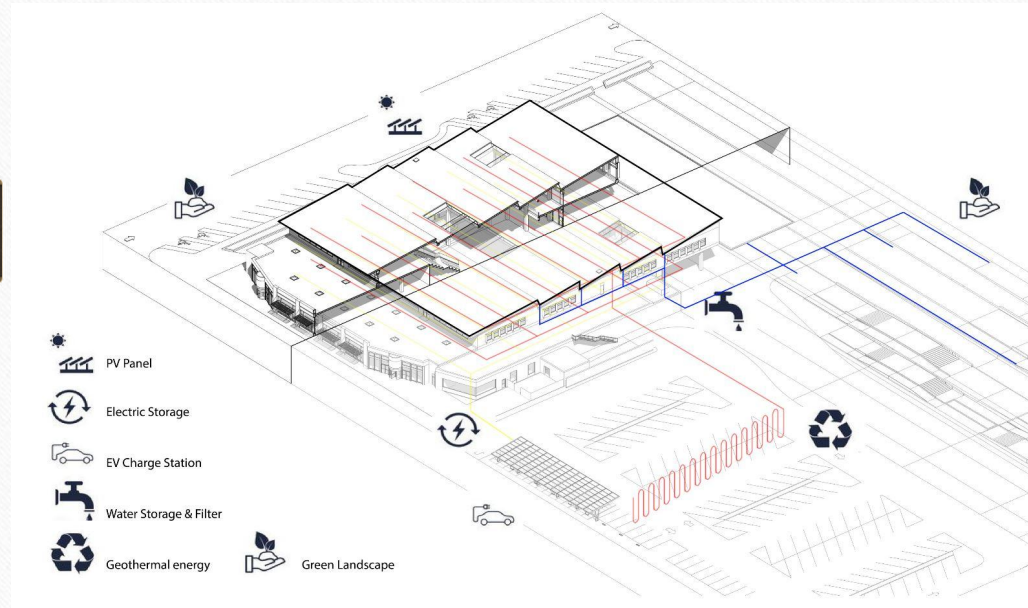 PV Panel
Electric Storage
EV Charge Station
Water Storage & Filter
Geothermal energy
Green Landscape